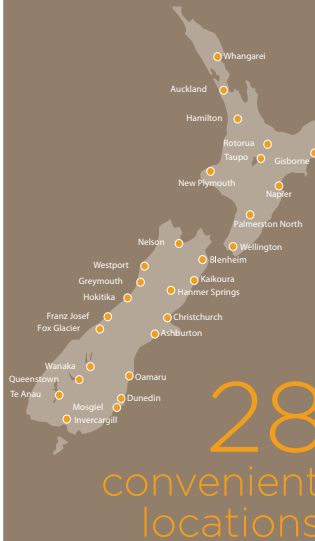 Whangarei
Auckland
Hamilton
Rotorua
Taupo
Gisborne
New Plymouth
Napier
Palmerston North
Nelson
Wellington
Blenheim
Westport
Kaikoura
Greymouth
Hanmer Springs
Hokitika
Franz Josef
Christchurch
Fox Glacier
Ashburton
Wanaka
Queenstown
Oamaru
Te Anau
Dunedin
Mosgiel
Invercargill
28
convenient
locations